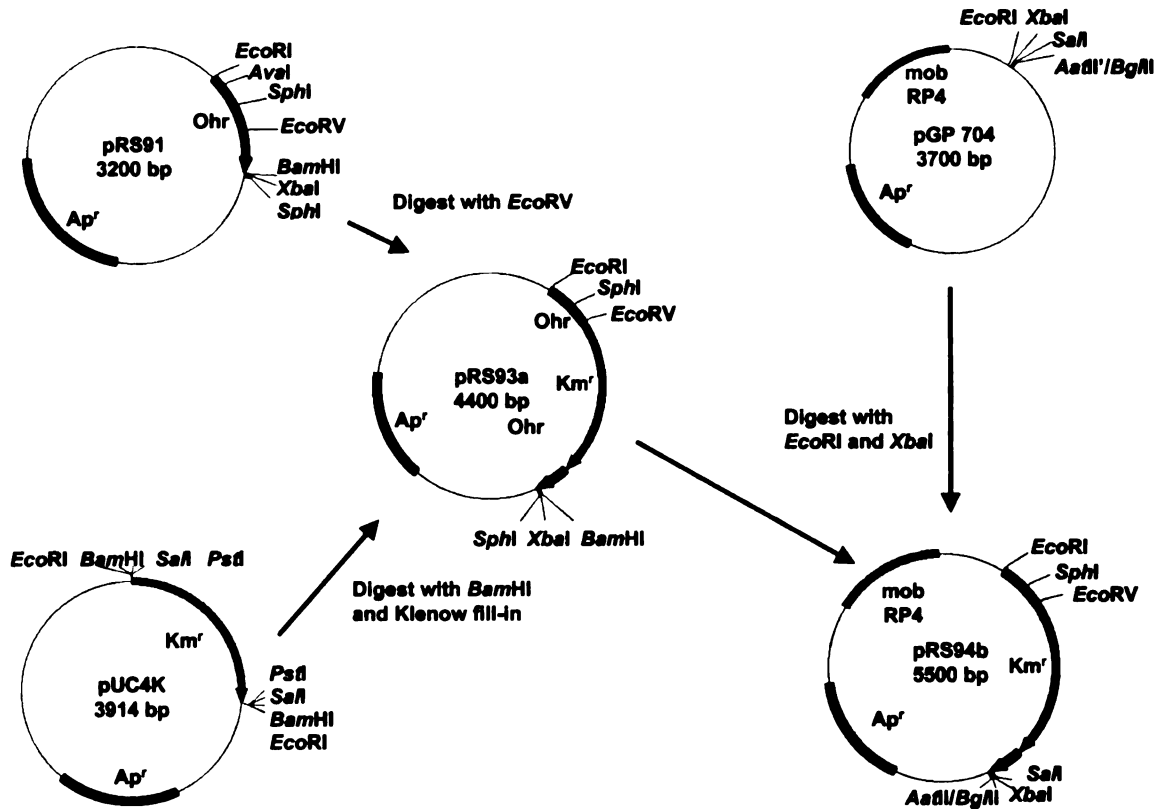 EcoRI
AvaI
SphI
Ohr
EcoRV
pRS91
3200 bp
BamHI
XbaI
SphI
Apʳ
Digest with EcoRV
EcoRI XbaI
SalI
AatII'/BglII
mob
RP4
pGP 704
3700 bp
Apʳ
EcoRI
SphI
EcoRV
Ohr
Kmʳ
pRS93a
4400 bp
Ohr
Apʳ
SphI XbaI BamHI
Digest with
EcoRI and XbaI
EcoRI BamHI SalI PstI
Kmʳ
pUC4K
3914 bp
PstI
SalI
BamHI
EcoRI
Apʳ
Digest with BamHI
and Klenow fill-in
EcoRI
SphI
EcoRV
mob
RP4
pRS94b
5500 bp
Kmʳ
Apʳ
SalI
XbaI
AatII/BglII